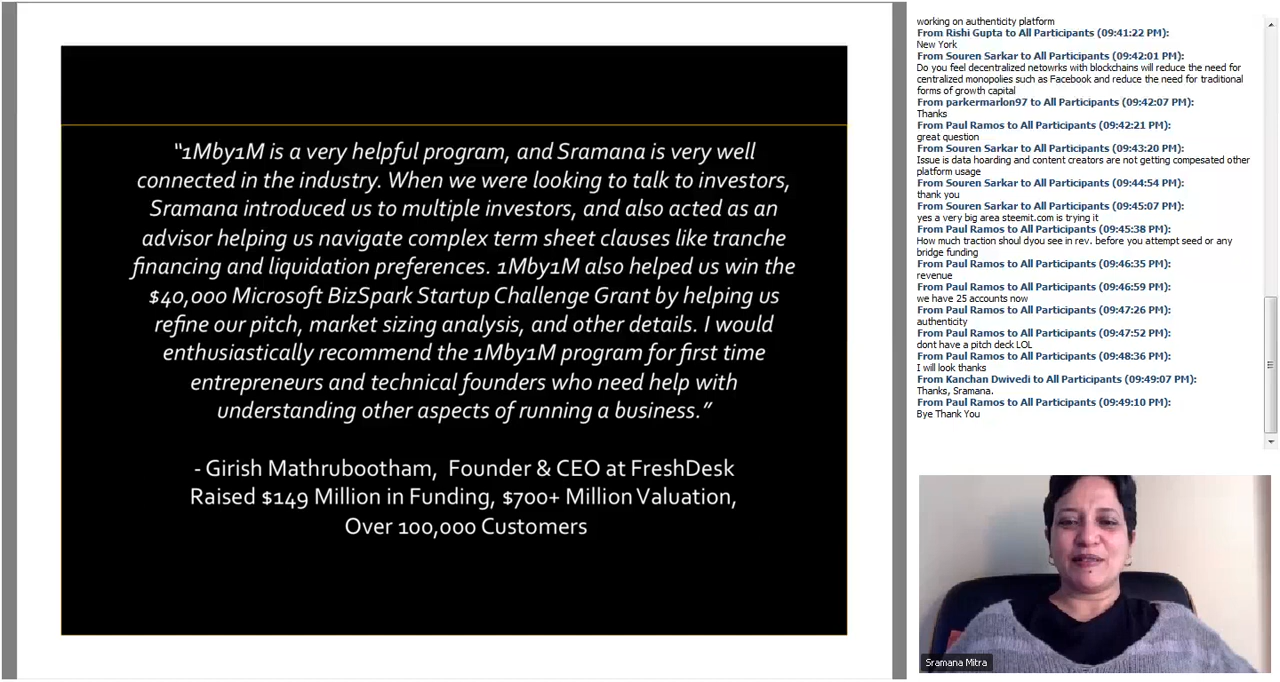 “1Mby1M is a very helpful program, and Sramana is very well
connected in the industry. When we were looking to talk to investors,
Sramana introduced us to multiple investors, and also acted as an
advisor helping us navigate complex term sheet clauses like tranche
financing and liquidation preferences. 1Mby1M also helped us win the
$40,000 Microsoft BizSpark Startup Challenge Grant by helping us
refine our pitch, market sizing analysis, and other details. I would
enthusiastically recommend the 1Mby1M program for first time
entrepreneurs and technical founders who need help with
understanding other aspects of running a business.”
- Girish Mathrubootham, Founder & CEO at FreshDesk
Raised $149 Million in Funding, $700+ Million Valuation,
Over 100,000 Customers
working on authenticity platform
From Rishi Gupta to All Participants (09:41:22 PM):
New York
From Souren Sarkar to All Participants (09:42:01 PM):
Do you feel decentralized netowrks with blockchains will reduce the need for
centralized monopolies such as Facebook and reduce the need for traditional
forms of growth capital
From parkermarlon97 to All Participants (09:42:07 PM):
Thanks
From Paul Ramos to All Participants (09:42:21 PM):
great question
From Souren Sarkar to All Participants (09:43:20 PM):
Issue is data hoarding and content creators are not getting compesated other
platform usage
From Souren Sarkar to All Participants (09:44:54 PM):
thank you
From Souren Sarkar to All Participants (09:45:07 PM):
yes a very big area steemit.com is trying it
From Paul Ramos to All Participants (09:45:38 PM):
How much traction shoul dyou see in rev. before you attempt seed or any
bridge funding
From Paul Ramos to All Participants (09:46:35 PM):
revenue
From Paul Ramos to All Participants (09:46:59 PM):
we have 25 accounts now
From Paul Ramos to All Participants (09:47:26 PM):
authenticity
From Paul Ramos to All Participants (09:47:52 PM):
dont have a pitch deck LOL
From Paul Ramos to All Participants (09:48:36 PM):
I will look thanks
From Kanchan Dwivedi to All Participants (09:49:07 PM):
Thanks, Sramana.
From Paul Ramos to All Participants (09:49:10 PM):
Bye Thank You
Sramana Mitra